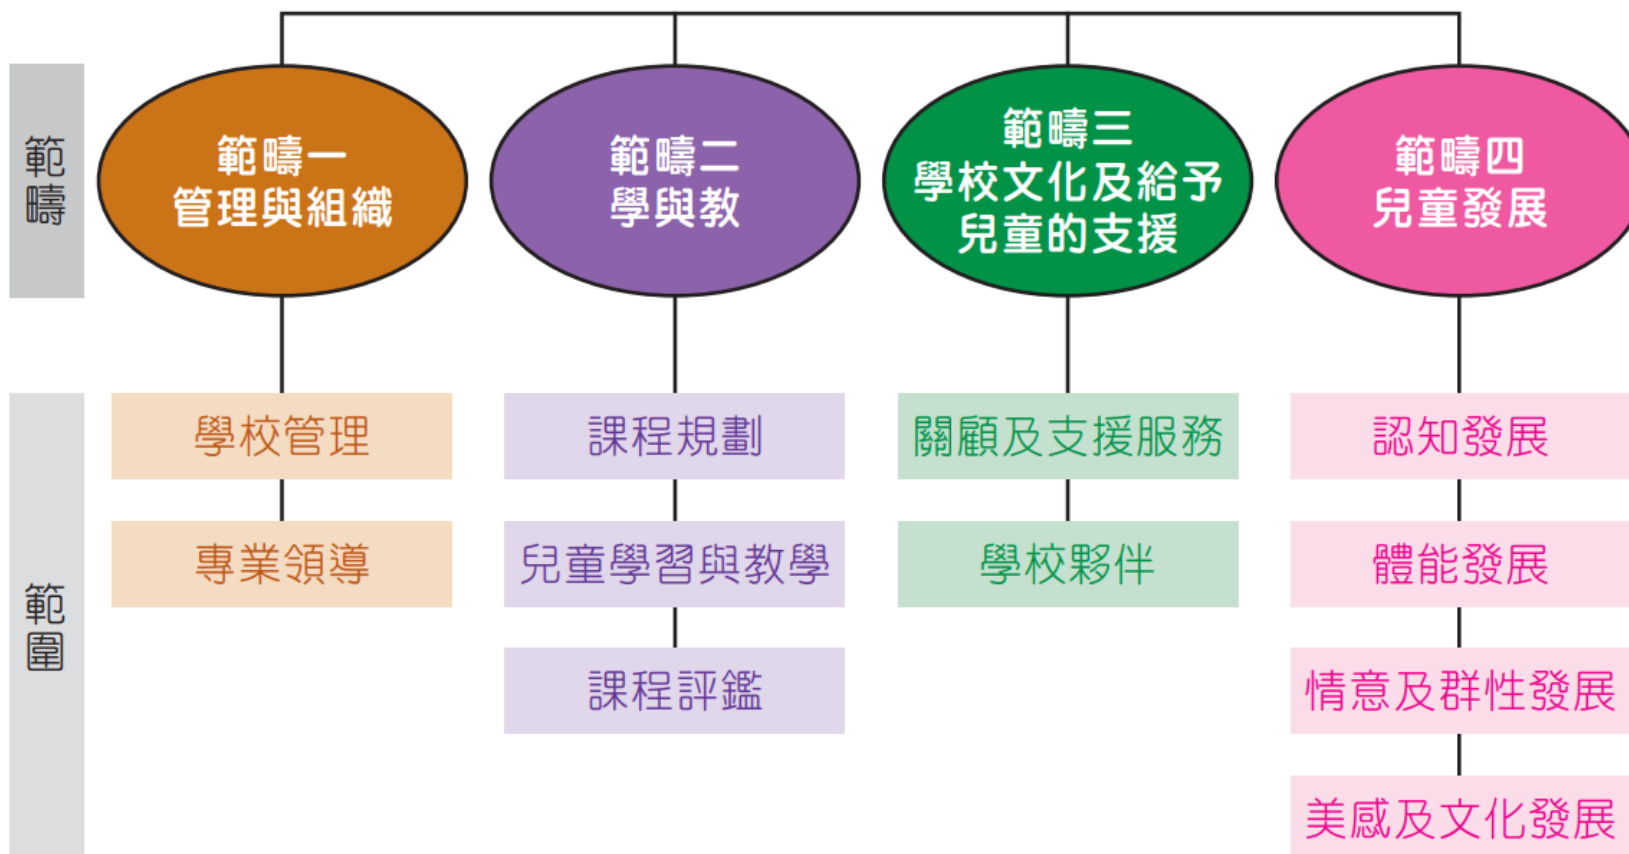 範疇
範疇一
管理與組織
範疇二
學與教
範疇三
學校文化及給予
兒童的支援
範疇四
兒童發展
範圍
學校管理
專業領導
課程規劃
兒童學習與教學
課程評鑑
關顧及支援服務
學校夥伴
認知發展
體能發展
情意及群性發展
美感及文化發展